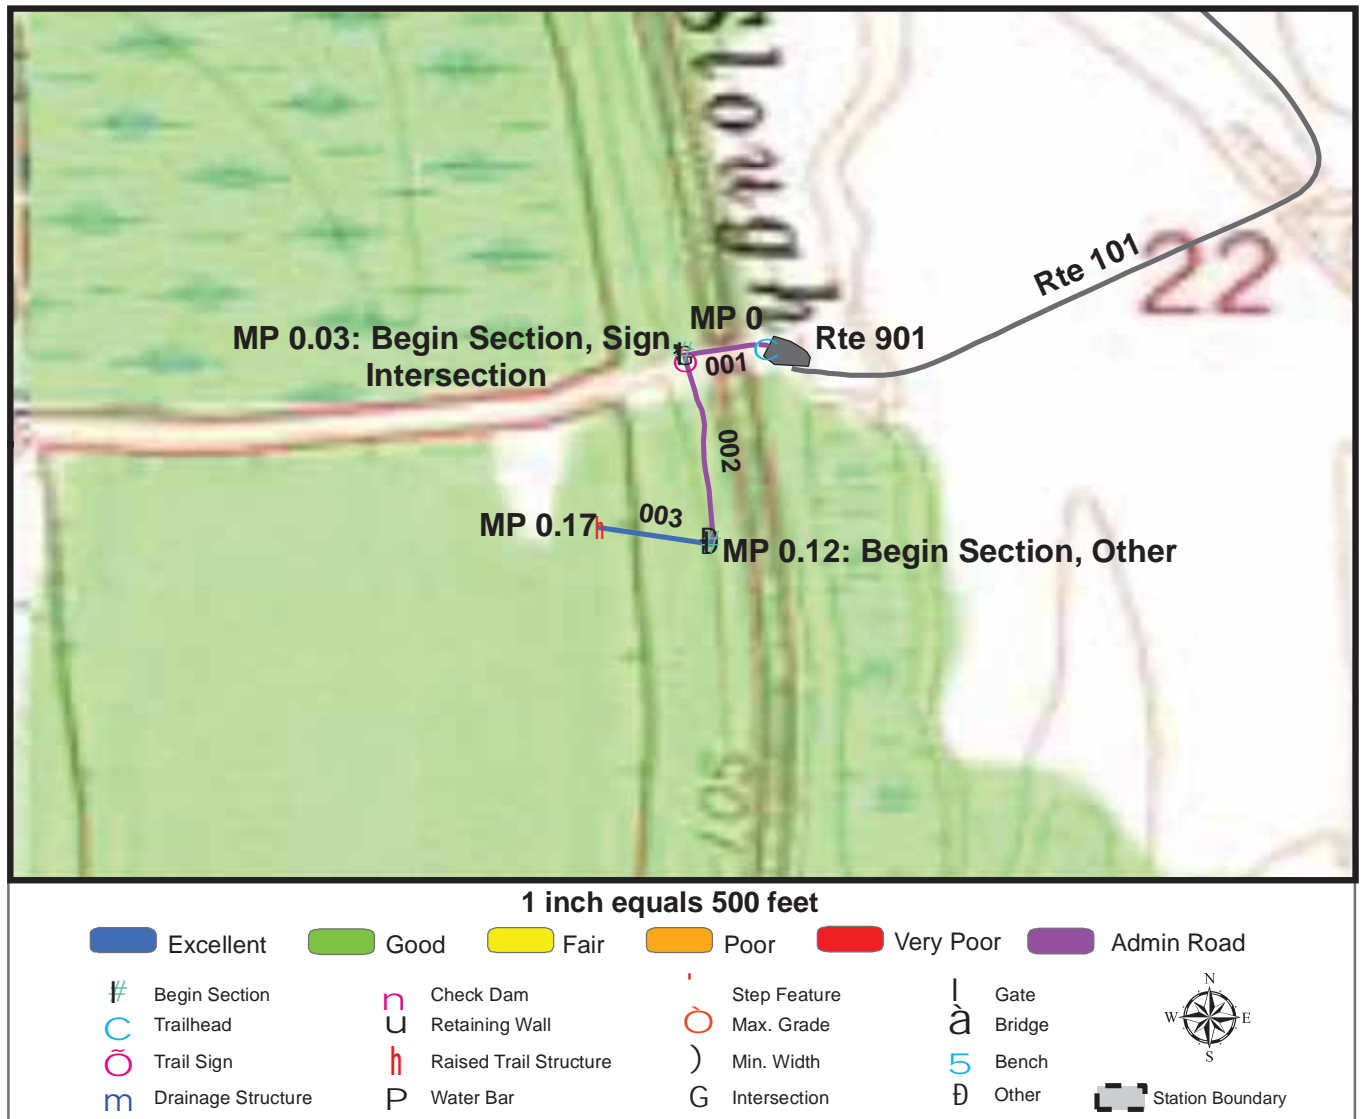 Slough
22
Rte 101
MP 0
MP 0.03: Begin Section, Sign,
Intersection
Rte 901
001
002
MP 0.17
003
MP 0.12: Begin Section, Other
705
1 inch equals 500 feet
Excellent
Good
Fair
Poor
Very Poor
Admin Road
Begin Section
Check Dam
Step Feature
Gate
Trailhead
Retaining Wall
Max. Grade
Bridge
Trail Sign
Raised Trail Structure
Min. Width
Bench
Drainage Structure
Water Bar
Intersection
Other
Station Boundary
N
W
E
S